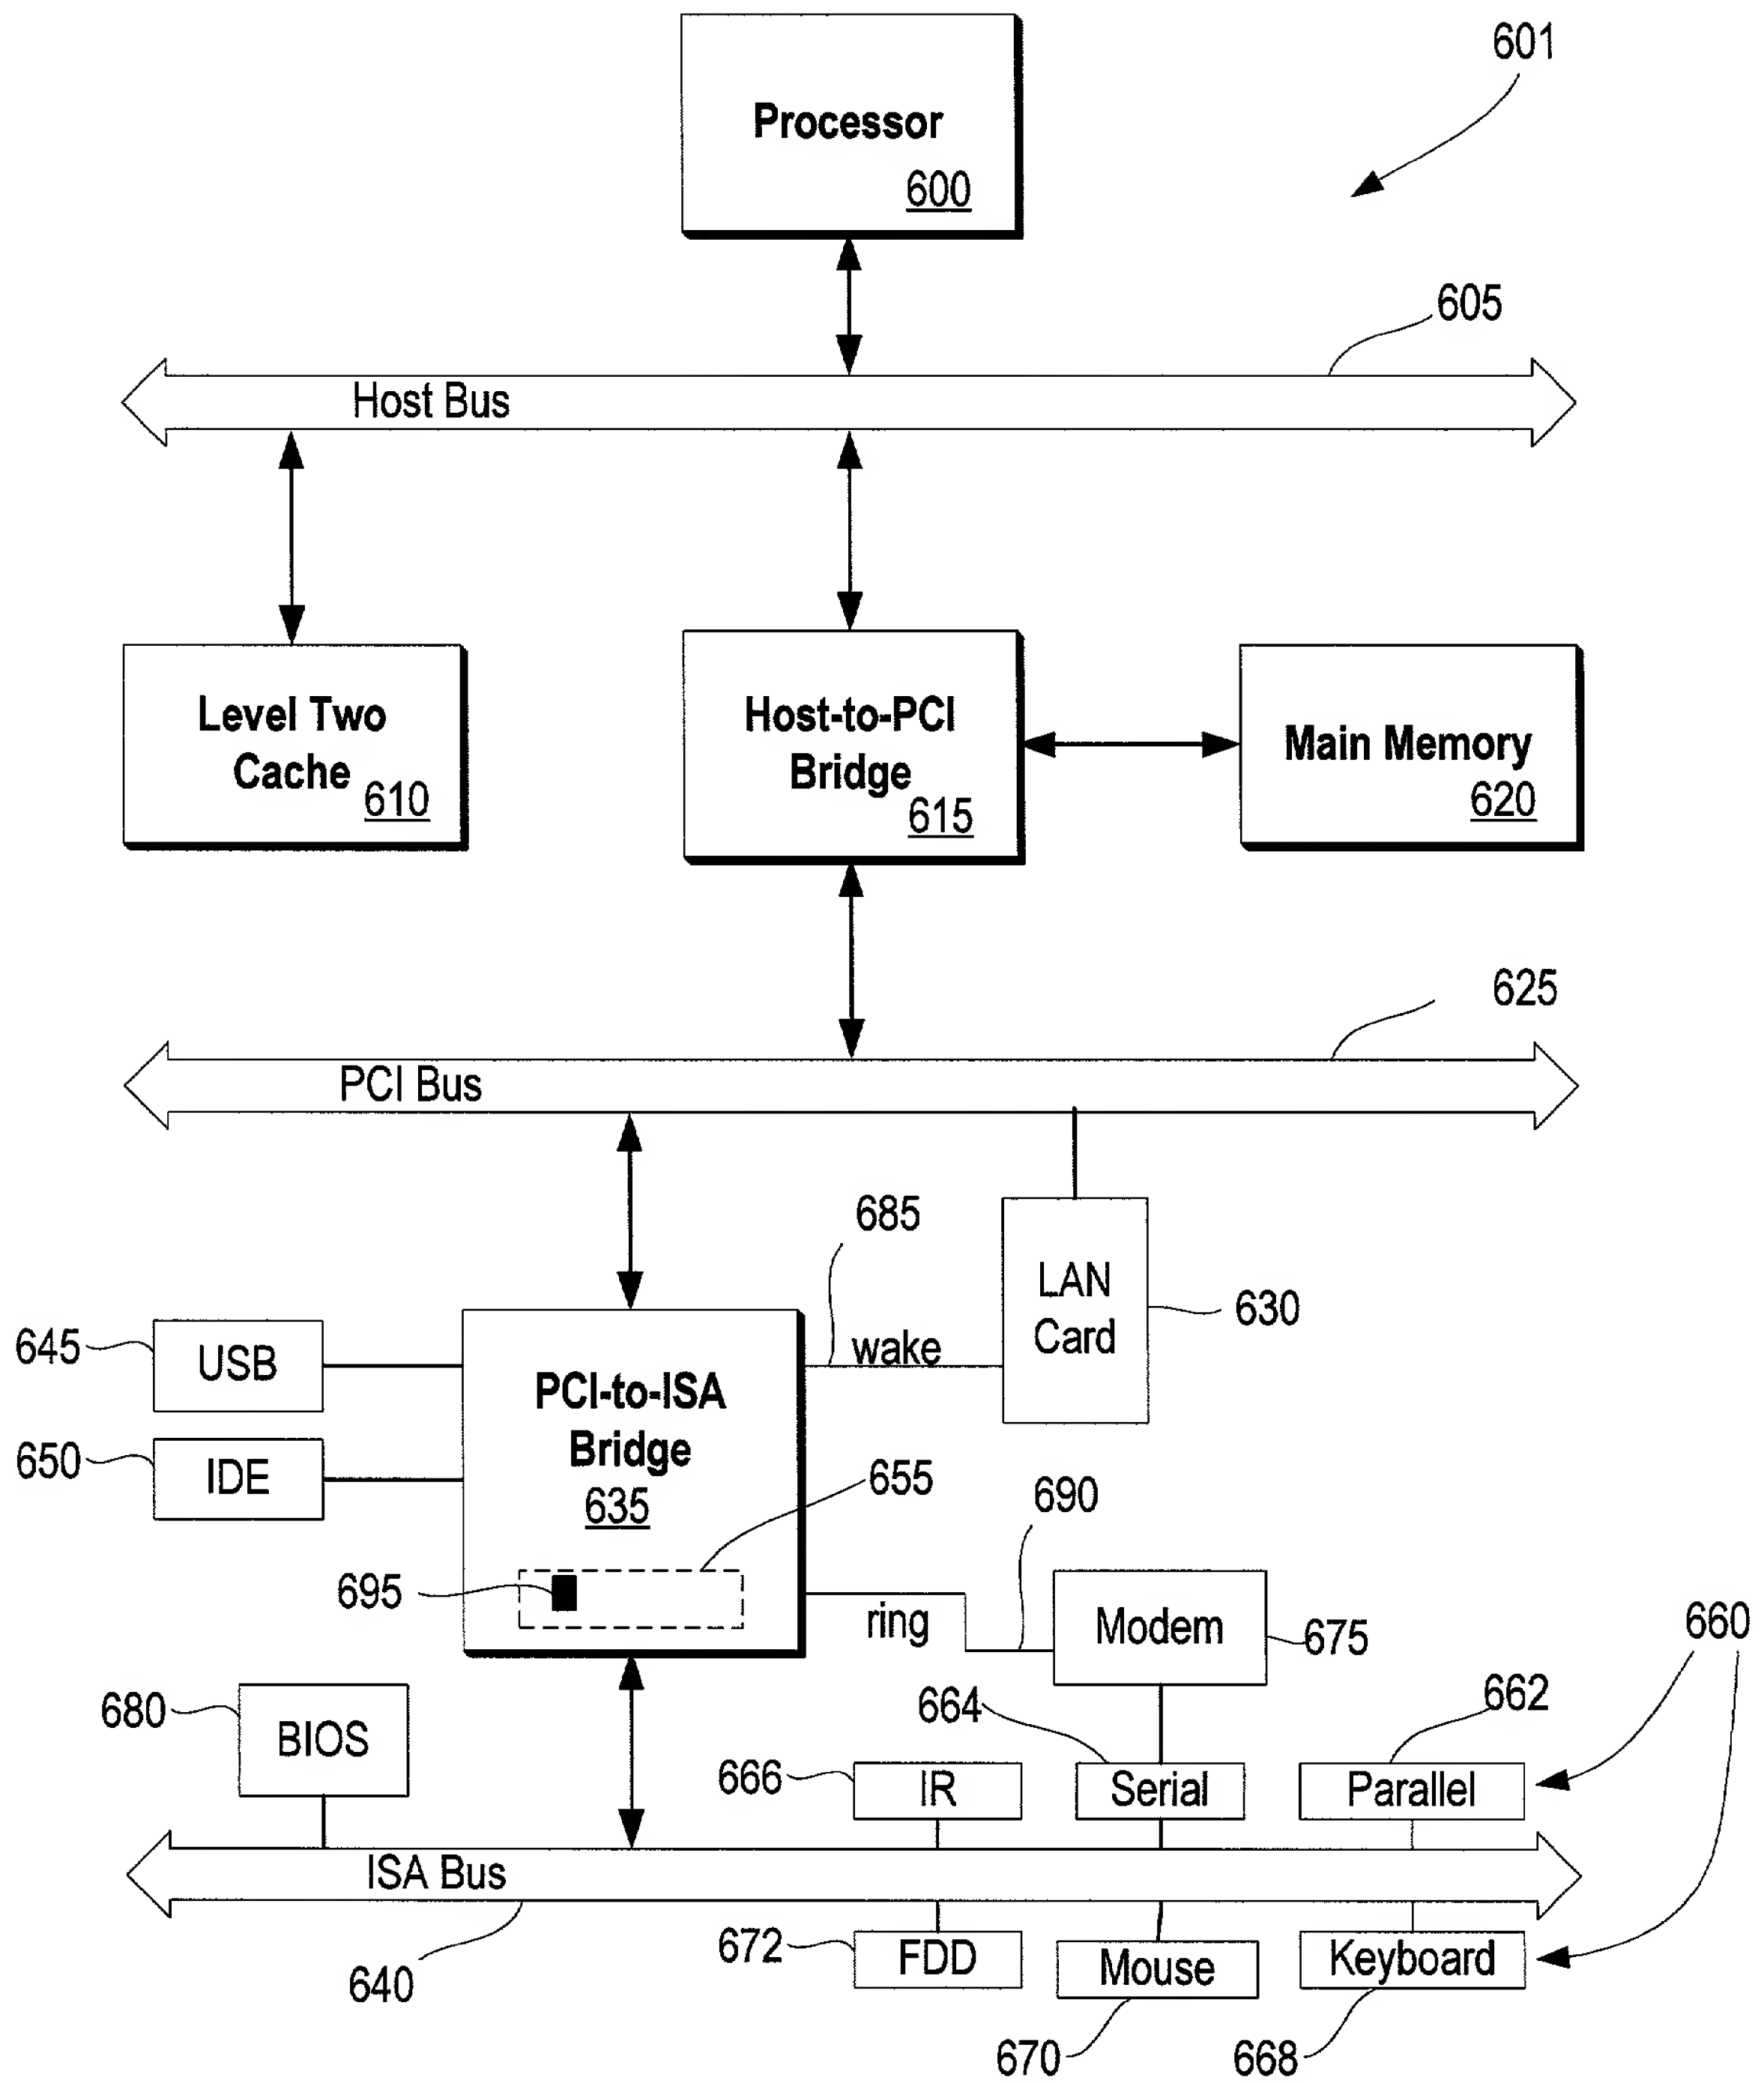 601
Processor
600
605
Host Bus
Level Two
Cache
610
Host-to-PCI
Bridge
615
Main Memory
620
625
PCI Bus
685
LAN
Card
630
645
USB
wake
PCI-to-ISA
Bridge
635
650
IDE
655
690
695
ring
Modem
675
660
680
BIOS
664
662
666
IR
Serial
Parallel
ISA Bus
640
672
FDD
Mouse
Keyboard
670
668